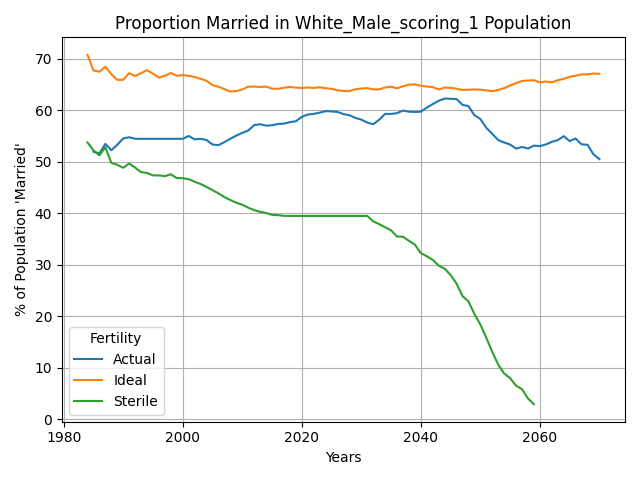 Proportion Married in White_Male_scoring_1 Population
% of Population 'Married'
70
60
50
40
30
20
10
0
Fertility
Actual
Ideal
Sterile
1980 2000 2020 2040 2060
Years